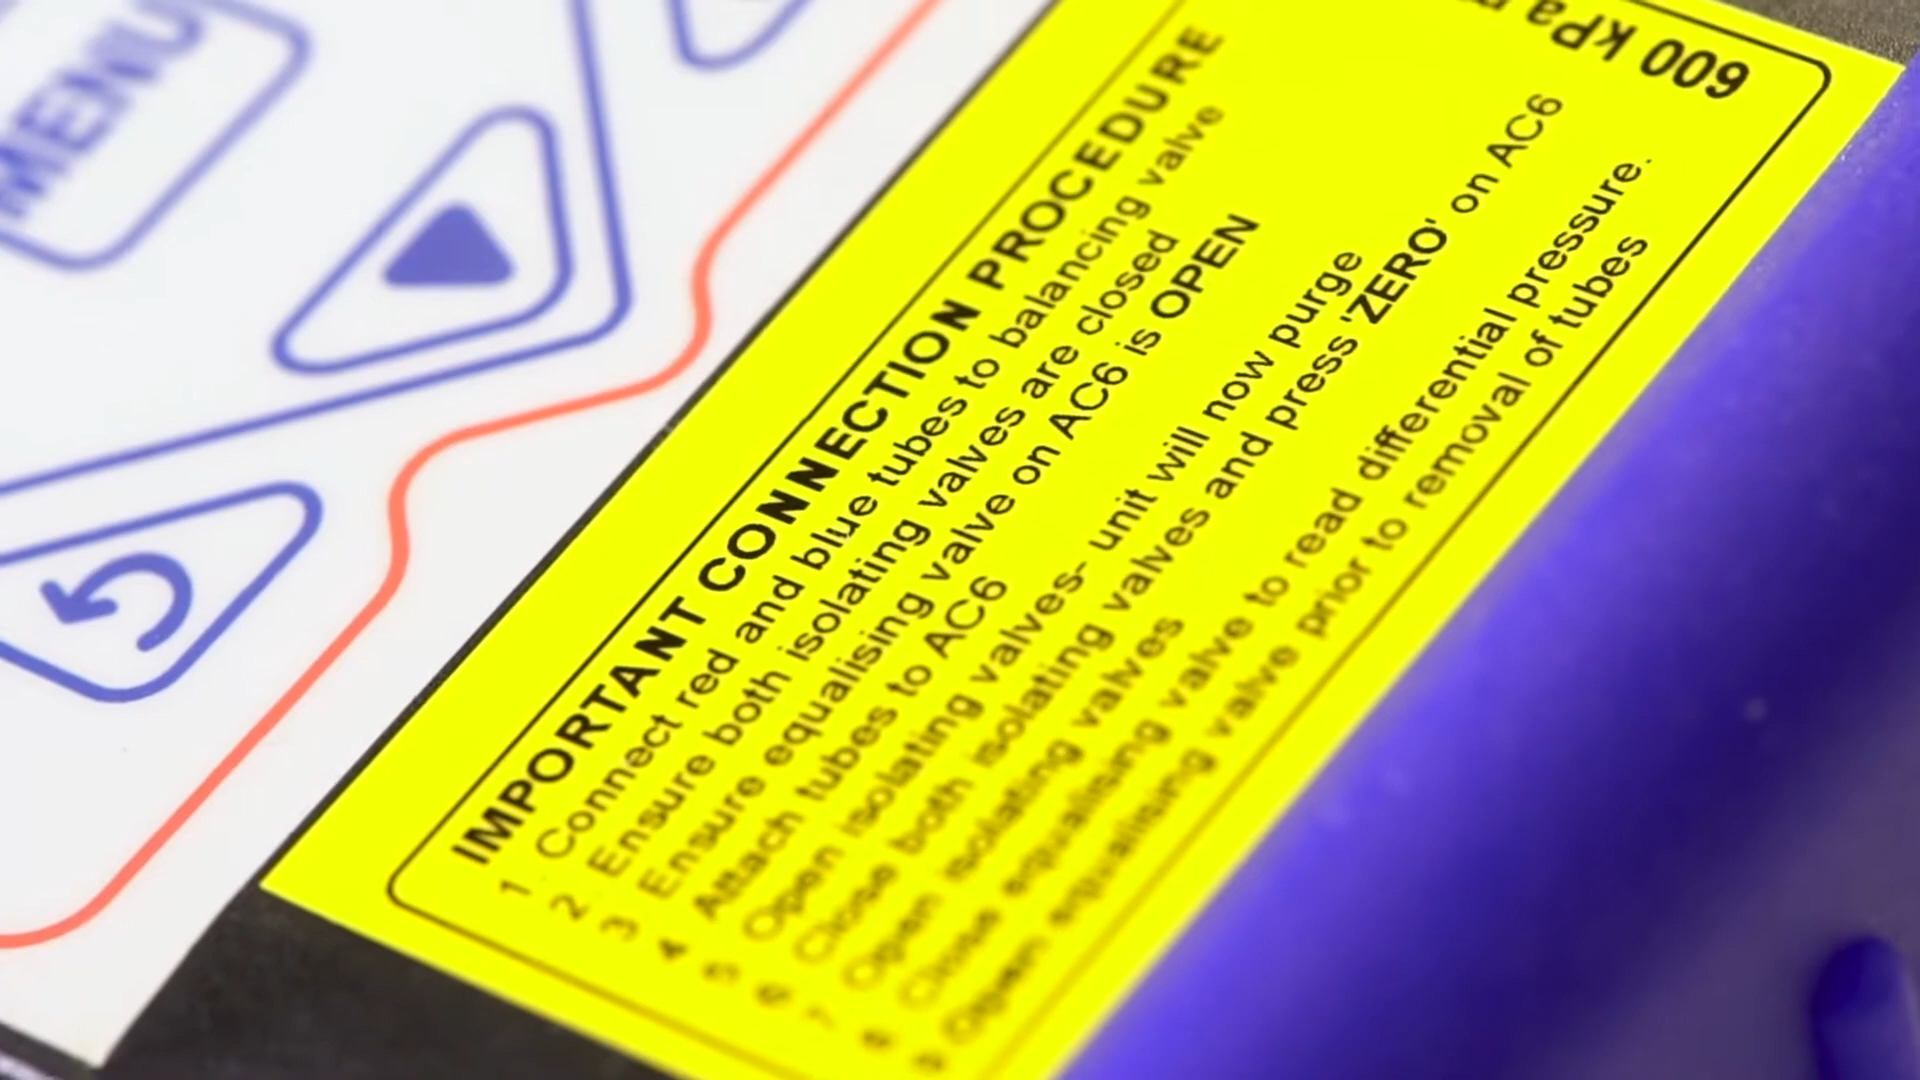 MENU
600 kPa
IMPORTANT CONNECTION PROCEDURE
1 Connect red and blue tubes to balancing valve
2 Ensure both isolating valves are closed
3 Ensure equalising valve on AC6 is OPEN
4 Attach tubes to AC6
5 Open isolating valves- unit will now purge
6 Close both isolating valves and press 'ZERO' on AC6
7 Open isolating valves
8 Close equalising valve to read differential pressure.
9 Open equalising valve prior to removal of tubes